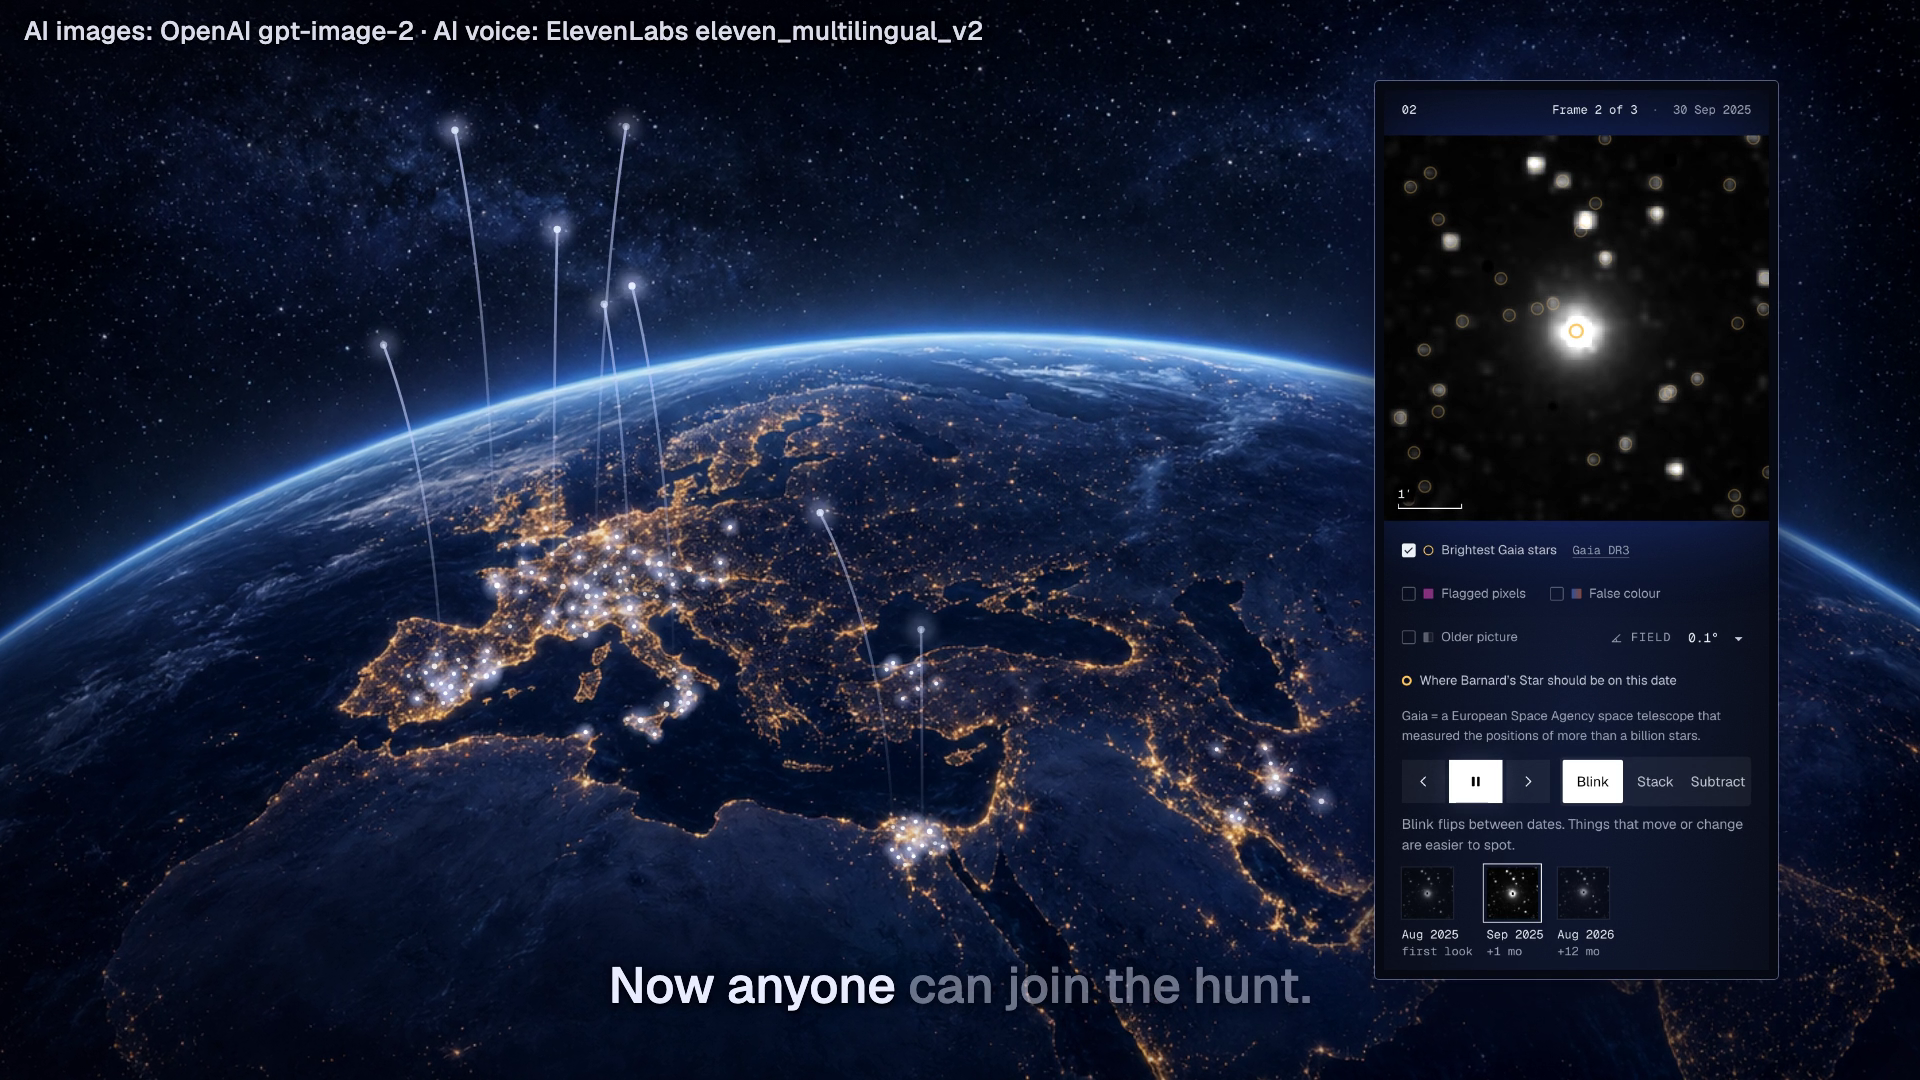 AI images: OpenAI gpt-image-2 · AI voice: ElevenLabs eleven_multilingual_v2
02 Frame 2 of 3 · 30 Sep 2025
1'
Brightest Gaia stars Gaia DR3
Flagged pixels False colour
Older picture FIELD 0.1°
Where Barnard's Star should be on this date
Gaia = a European Space Agency space telescope that
measured the positions of more than a billion stars.
Blink Stack Subtract
Blink flips between dates. Things that move or change
are easier to spot.
Aug 2025 Sep 2025 Aug 2026
first look +1 mo +12 mo
Now anyone can join the hunt.